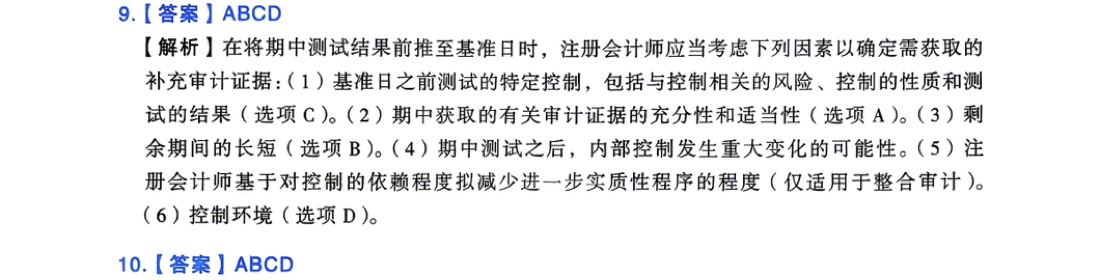 9.【答案】ABCD
【解析】在将期中测试结果前推至基准日时，注册会计师应当考虑下列因素以确定需获取的
补充审计证据：（1）基准日之前测试的特定控制，包括与控制相关的风险、控制的性质和测
试的结果（选项C）。（2）期中获取的有关审计证据的充分性和适当性（选项A）。（3）剩
余期间的长短（选项B）。（4）期中测试之后，内部控制发生重大变化的可能性。（5）注
册会计师基于对控制的依赖程度拟减少进一步实质性程序的程度（仅适用于整合审计）。
（6）控制环境（选项D）。
10.【答案】ABCD